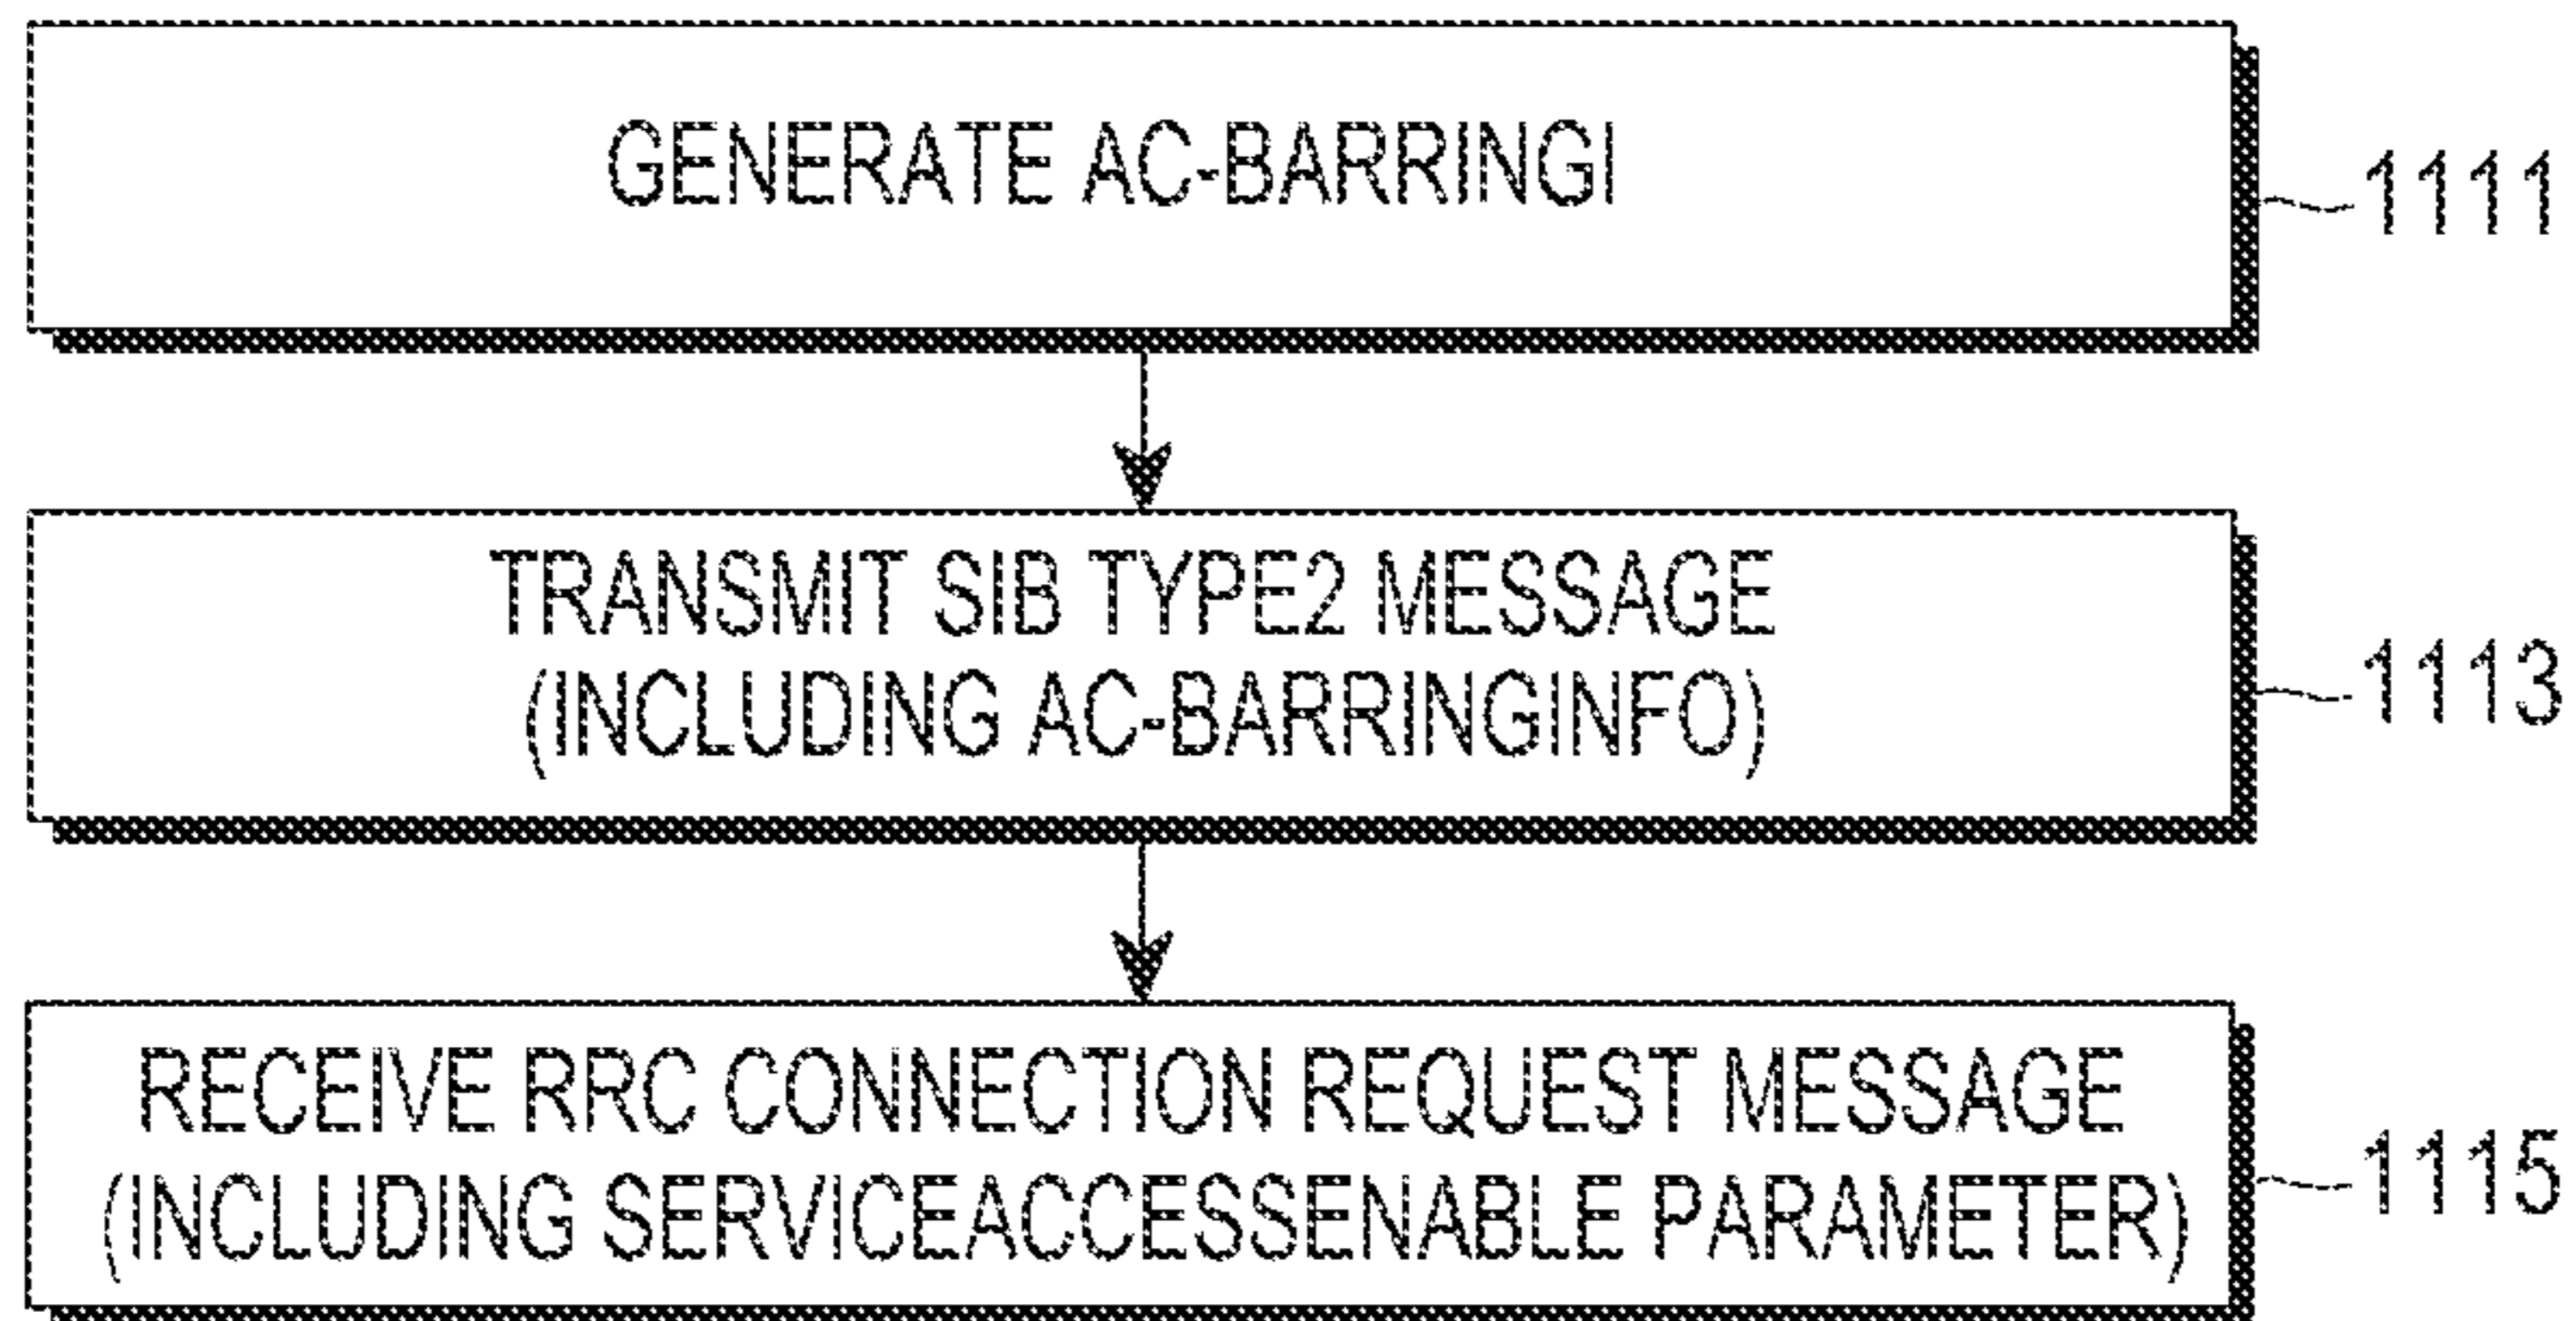 GENERATE AC-BARRINGI
1111
TRANSMIT SIB TYPE2 MESSAGE
(INCLUDING AC-BARRINGINFO)
1113
RECEIVE RRC CONNECTION REQUEST MESSAGE
(INCLUDING SERVICEACCESSENABLE PARAMETER)
1115